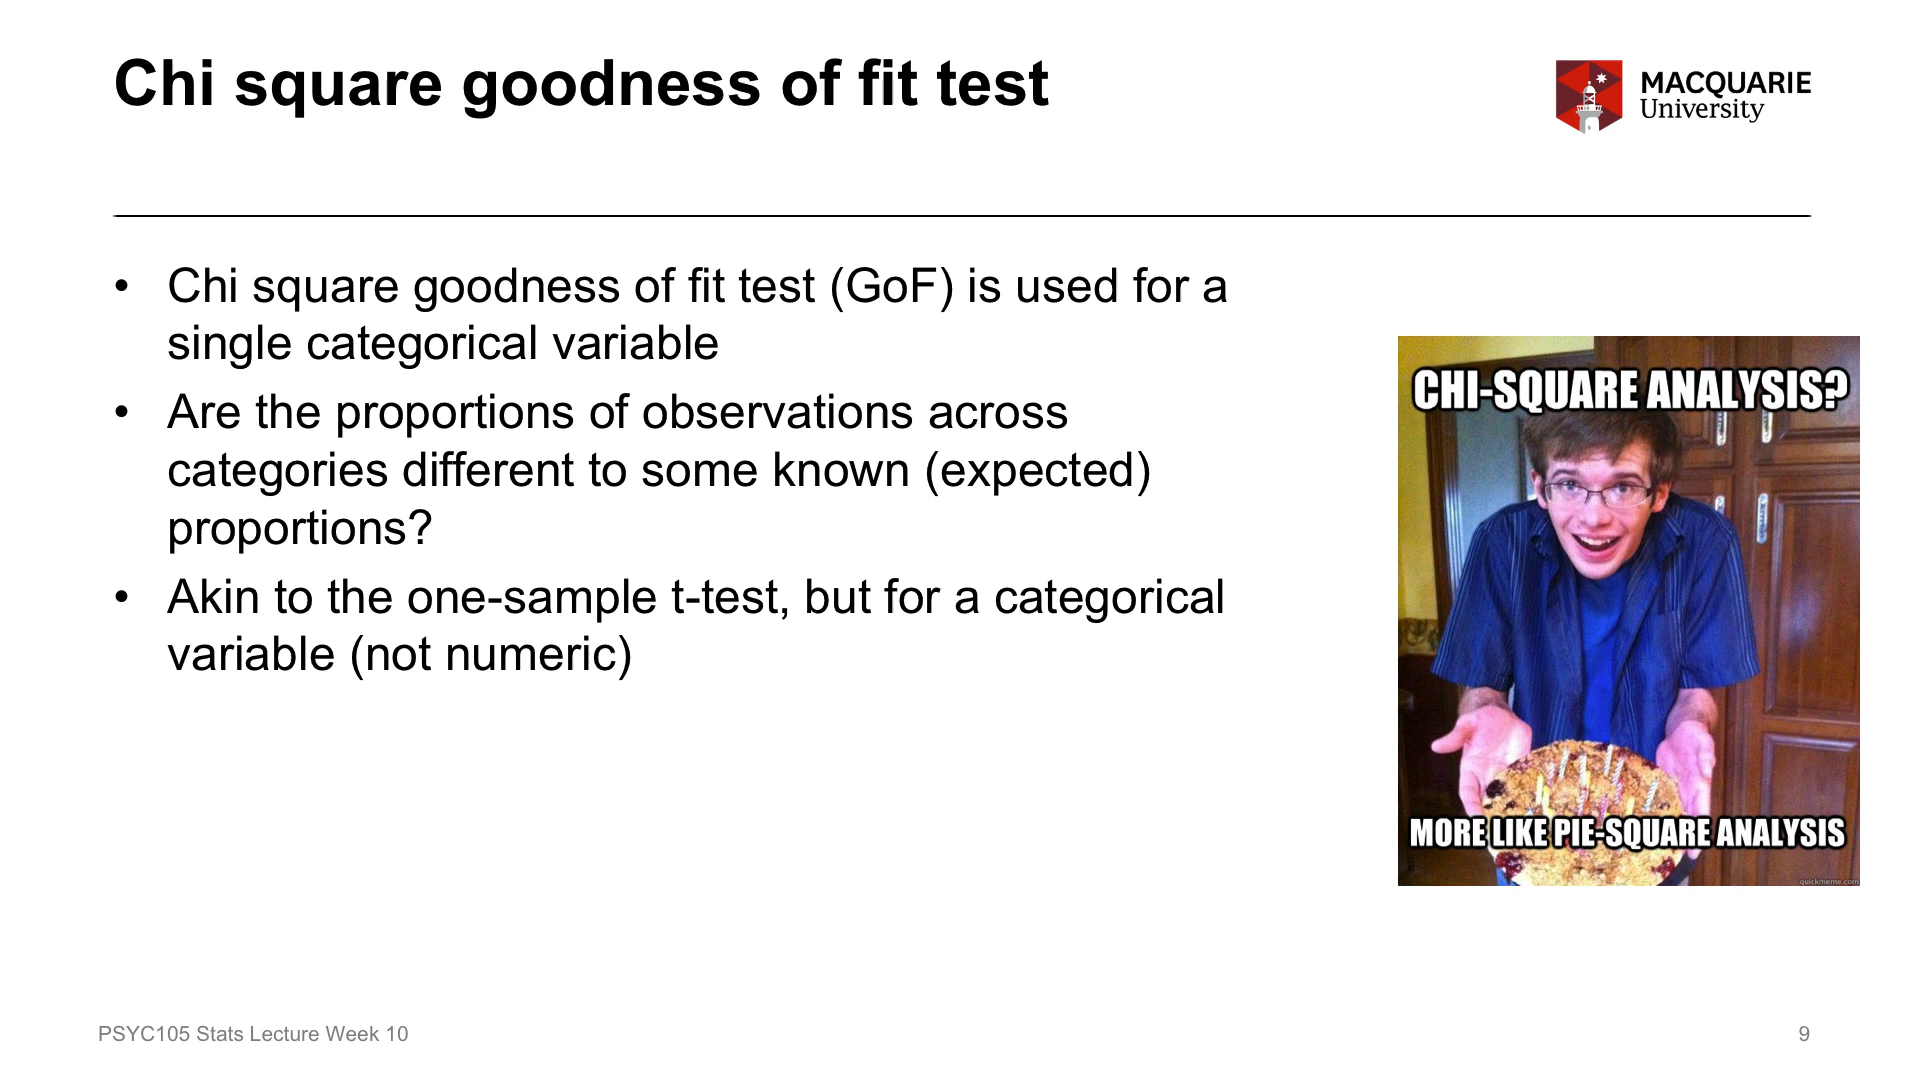 Chi square goodness of fit test
MACQUARIE
University
• Chi square goodness of fit test (GoF) is used for a
single categorical variable
• Are the proportions of observations across
categories different to some known (expected)
proportions?
• Akin to the one-sample t-test, but for a categorical
variable (not numeric)
CHI-SQUARE ANALYSIS?
MORE LIKE PIE-SQUARE ANALYSIS
quickmeme.com
PSYC105 Stats Lecture Week 10
9